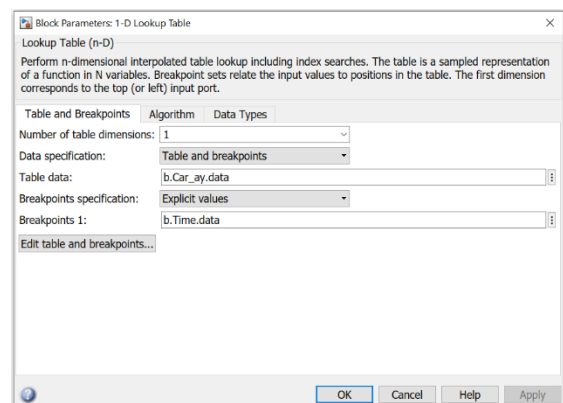 Block Parameters: 1-D Lookup Table
Lookup Table (n-D)
Perform n-dimensional interpolated table lookup including index searches. The table is a sampled representation
of a function in N variables. Breakpoint sets relate the input values to positions in the table. The first dimension
corresponds to the top (or left) input port.
Table and Breakpoints Algorithm Data Types
Number of table dimensions: 1
Data specification: Table and breakpoints
Table data: b.Car_ay.data
Breakpoints specification: Explicit values
Breakpoints 1: b.Time.data
Edit table and breakpoints...
OK Cancel Help Apply